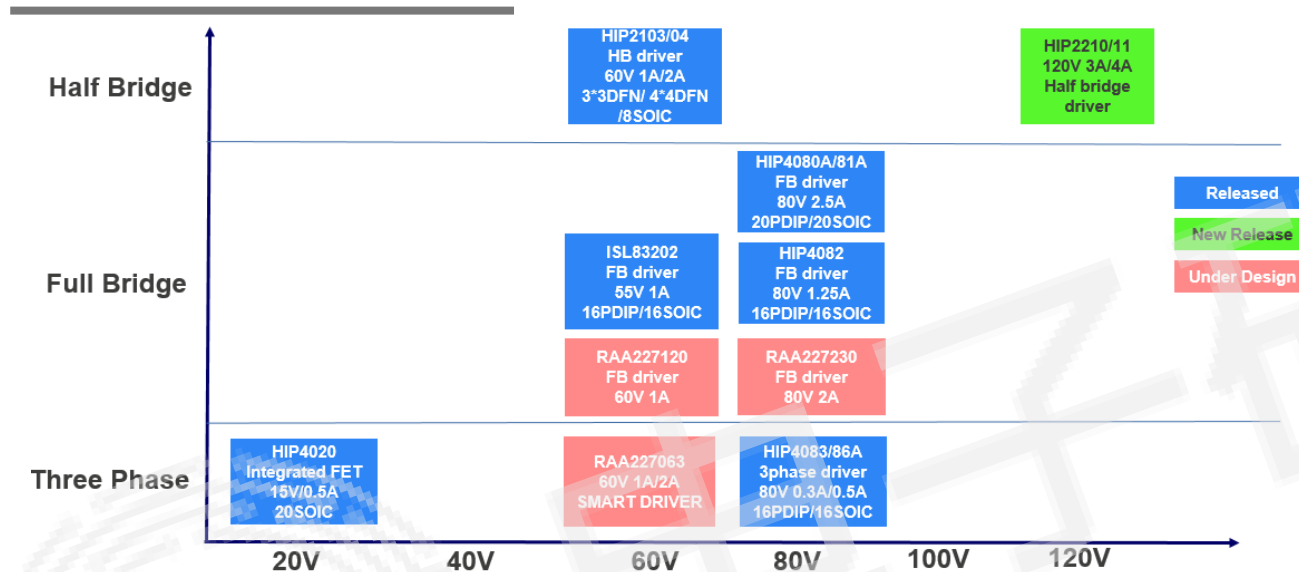 Half Bridge
HIP2103/04
HB driver
60V 1A/2A
3*3DFN/ 4*4DFN
/8SOIC
HIP2210/11
120V 3A/4A
Half bridge
driver
Full Bridge
HIP4080A/81A
FB driver
80V 2.5A
20PDIP/20SOIC
ISL83202
FB driver
55V 1A
16PDIP/16SOIC
HIP4082
FB driver
80V 1.25A
16PDIP/16SOIC
RAA227120
FB driver
60V 1A
RAA227230
FB driver
80V 2A
Released
New Release
Under Design
Three Phase
HIP4020
Integrated FET
15V/0.5A
20SOIC
RAA227063
60V 1A/2A
SMART DRIVER
HIP4083/86A
3phase driver
80V 0.3A/0.5A
16PDIP/16SOIC
20V
40V
60V
80V
100V
120V